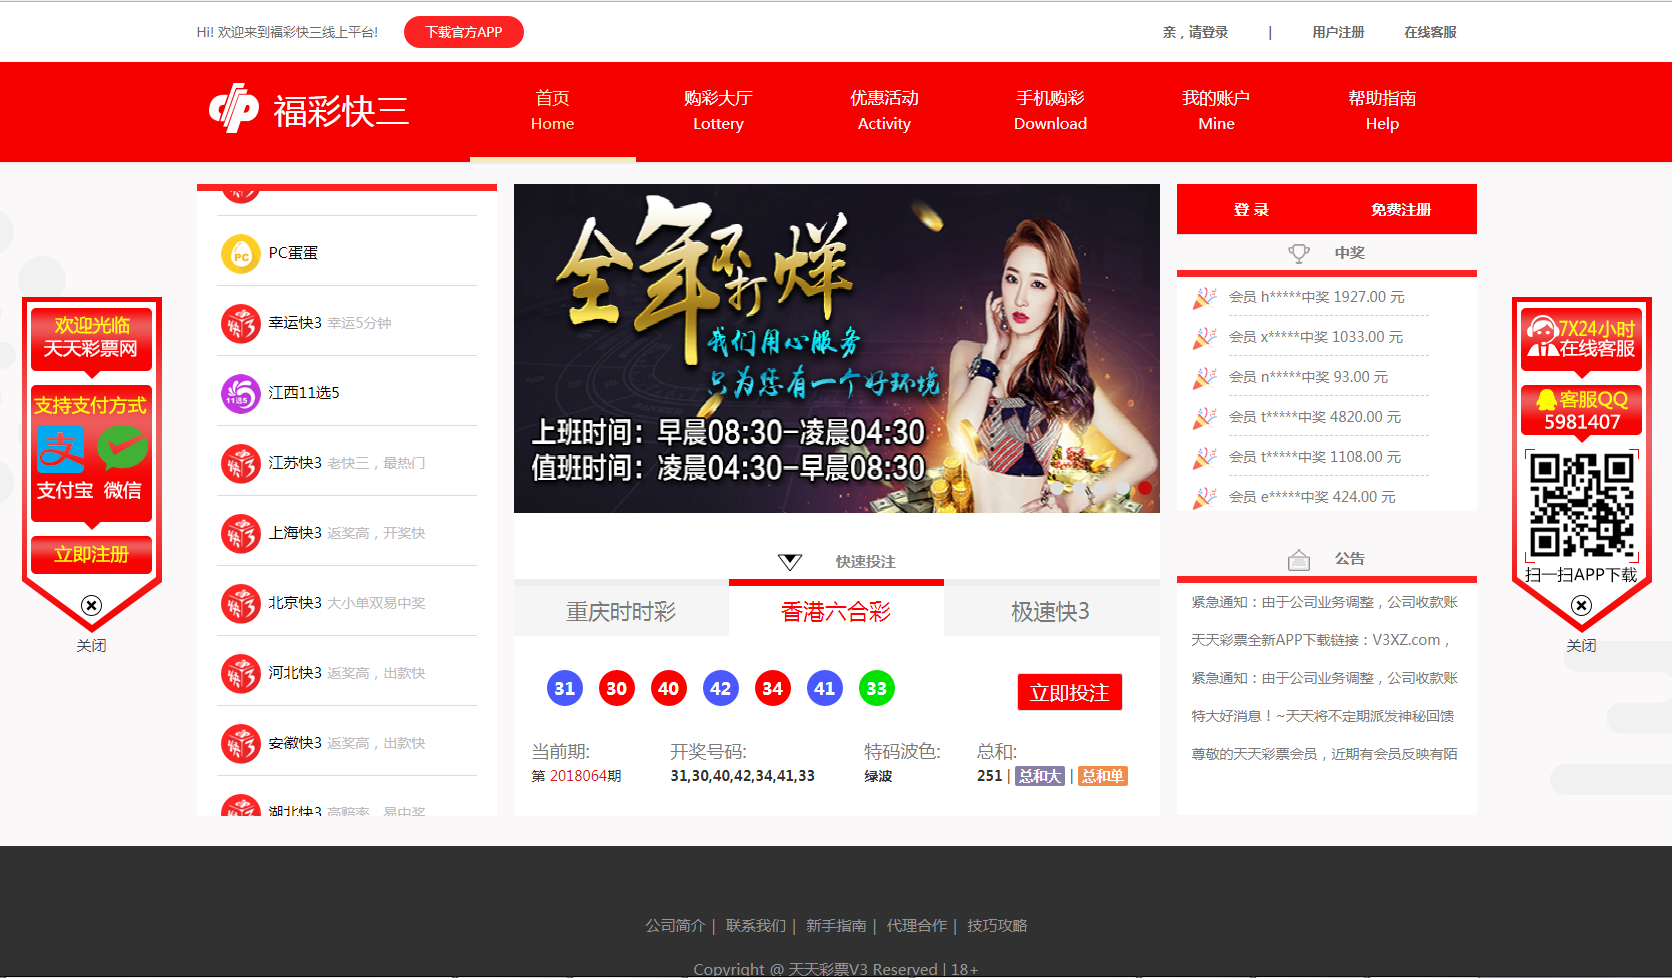 Hi! 欢迎来到福彩快三线上平台!
下载官方APP
亲，请登录
|
用户注册
在线客服
福彩快三
首页
Home
购彩大厅
Lottery
优惠活动
Activity
手机购彩
Download
我的账户
Mine
帮助指南
Help
欢迎光临
天天彩票网
支持支付方式
支付宝 微信
立即注册
关闭
PC蛋蛋
幸运快3 幸运5分钟
江西11选5
江苏快3 老快三，最热门
上海快3 返奖高，开奖快
北京快3 大小单双易中奖
河北快3 返奖高，出款快
安徽快3 返奖高，出款快
湖北快3 高赔率，易中奖
全年不打烊
我们用心服务
只为您有一个好环境
上班时间：早晨08:30-凌晨04:30
值班时间：凌晨04:30-早晨08:30
快速投注
重庆时时彩
香港六合彩
极速快3
31 30 40 42 34 41 33
立即投注
当前期:
第 2018064期
开奖号码:
31,30,40,42,34,41,33
特码波色:
绿波
总和:
251 | 总和大 | 总和单
登 录
免费注册
中奖
会员 h*****中奖 1927.00 元
会员 x*****中奖 1033.00 元
会员 n*****中奖 93.00 元
会员 t*****中奖 4820.00 元
会员 t*****中奖 1108.00 元
会员 e*****中奖 424.00 元
公告
紧急通知：由于公司业务调整，公司收款账
天天彩票全新APP下载链接：V3XZ.com，
紧急通知：由于公司业务调整，公司收款账
特大好消息！~天天将不定期派发神秘回馈
尊敬的天天彩票会员，近期有会员反映有陌
7X24小时
在线客服
客服QQ
5981407
扫一扫APP下载
关闭
公司简介 | 联系我们 | 新手指南 | 代理合作 | 技巧攻略
Copyright @ 天天彩票V3 Reserved | 18+